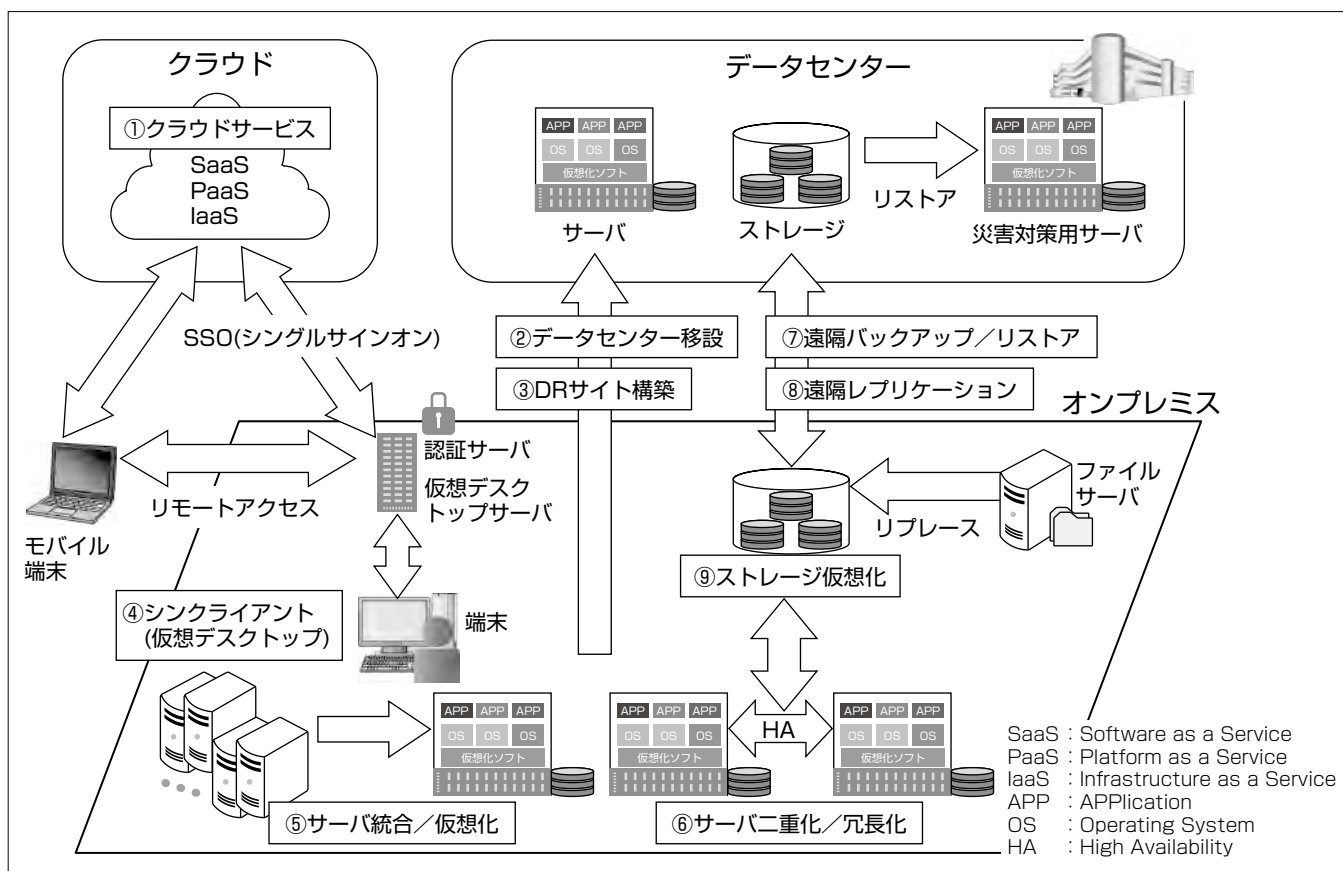 クラウド
①クラウドサービス
SaaS
PaaS
IaaS
データセンター
APP APP APP
OS OS OS
仮想化ソフト
サーバ
ストレージ
リストア
APP APP APP
OS OS OS
仮想化ソフト
災害対策用サーバ
SSO(シングルサインオン)
②データセンター移設
③DRサイト構築
⑦遠隔バックアップ/リストア
⑧遠隔レプリケーション
オンプレミス
モバイル
端末
リモートアクセス
認証サーバ
仮想デスク
トップサーバ
リプレース
ファイル
サーバ
⑨ストレージ仮想化
④シンクライアント
(仮想デスクトップ)
端末
APP APP APP
OS OS OS
仮想化ソフト
⑤サーバ統合/仮想化
APP APP APP
OS OS OS
仮想化ソフト
HA
APP APP APP
OS OS OS
仮想化ソフト
⑥サーバ二重化/冗長化
SaaS:Software as a Service
PaaS:Platform as a Service
IaaS:Infrastructure as a Service
APP:APPlication
OS:Operating System
HA:High Availability